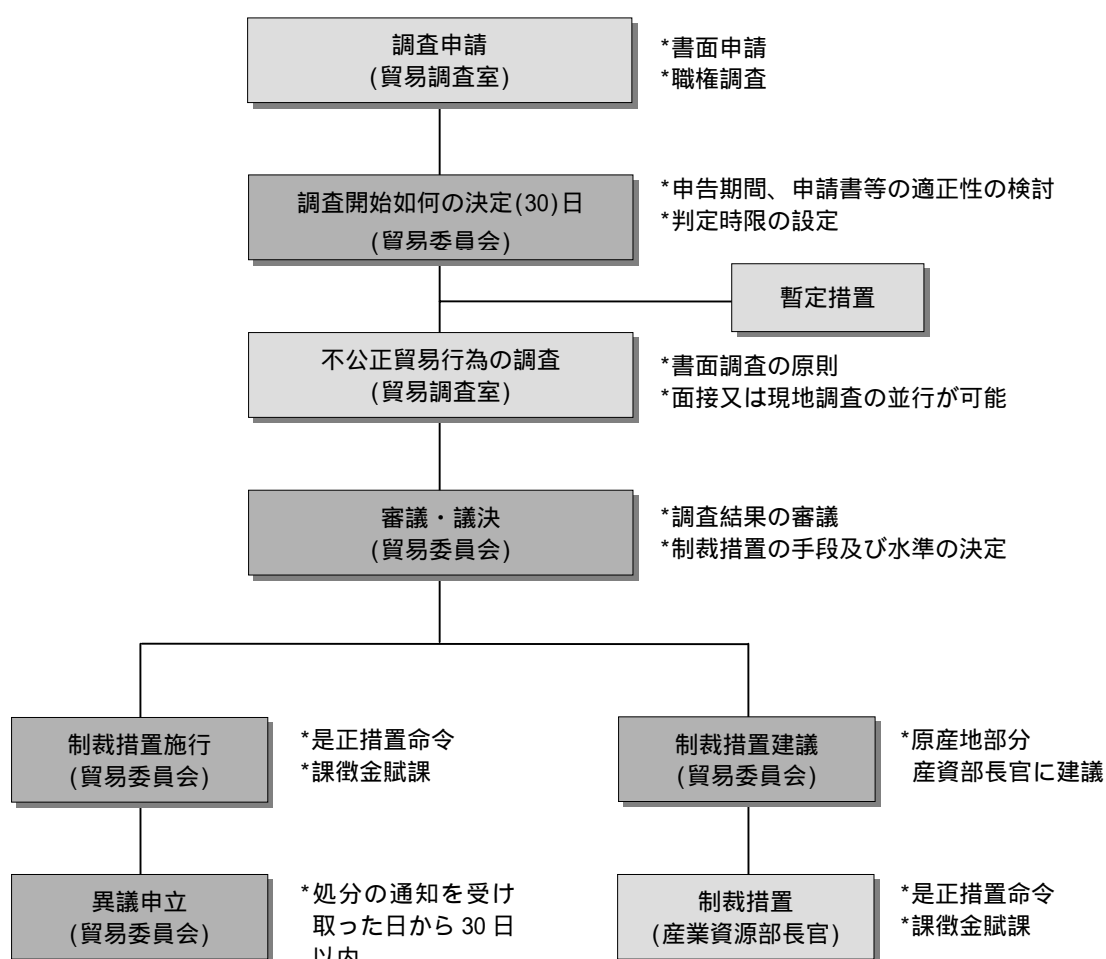 調査申請
(貿易調査室)
*書面申請
*職権調査
調査開始如何の決定(30)日
(貿易委員会)
*申告期間、申請書等の適正性の検討
*判定時限の設定
暫定措置
不公正貿易行為の調査
(貿易調査室)
*書面調査の原則
*面接又は現地調査の並行が可能
審議・議決
(貿易委員会)
*調査結果の審議
*制裁措置の手段及び水準の決定
制裁措置施行
(貿易委員会)
*是正措置命令
*課徴金賦課
制裁措置建議
(貿易委員会)
*原産地部分
産資部長官に建議
異議申立
(貿易委員会)
*処分の通知を受け
取った日から 30 日
以内
制裁措置
(産業資源部長官)
*是正措置命令
*課徴金賦課